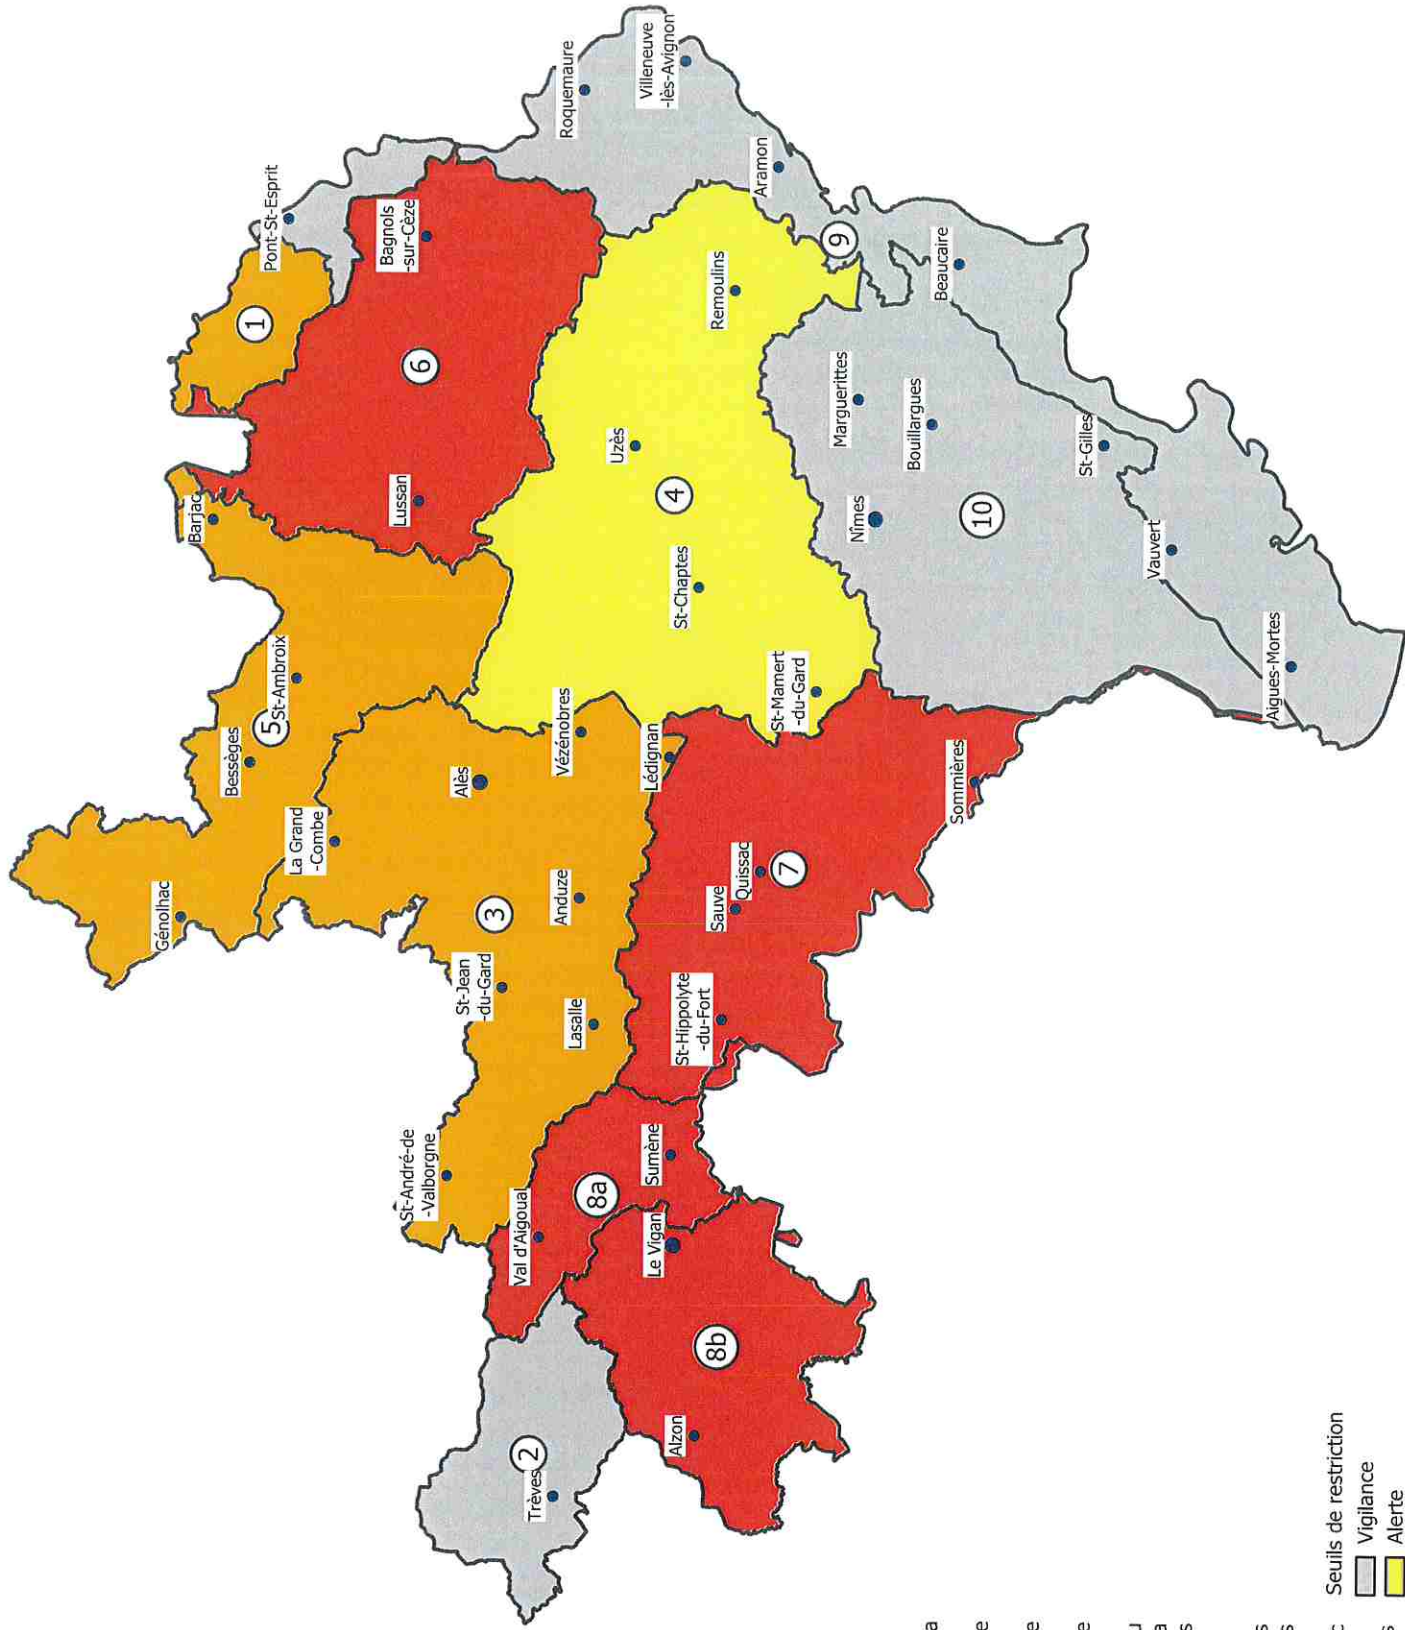 Pont-St-Esprit
Roquemaure
Villeneuve
-lès-Avignon
Bagnols
-sur-Cèze
Aramon
1
6
9
Remoulins
Beaucaire
Barjac
Lussan
Uzès
4
Marguerittes
Bouillargues
St-Gilles
Nîmes
10
St-Chaptes
Vauvert
St-Ambroix
5
Bessèges
St-Mamert
-du-Gard
Aigues-Mortes
Vézénobres
Lédignan
Alès
Sommières
La Grand
-Combe
Génolhac
3
Anduze
Quissac
7
Sauve
St-Jean
-du-Gard
Lasalle
St-Hippolyte
-du-Fort
St-André-de
-Valborgne
Sumène
8a
Val d'Aigoual
Le Vigan
8b
Alzon
2
Trèves
Seuils de restriction
Vigilance
Alerte